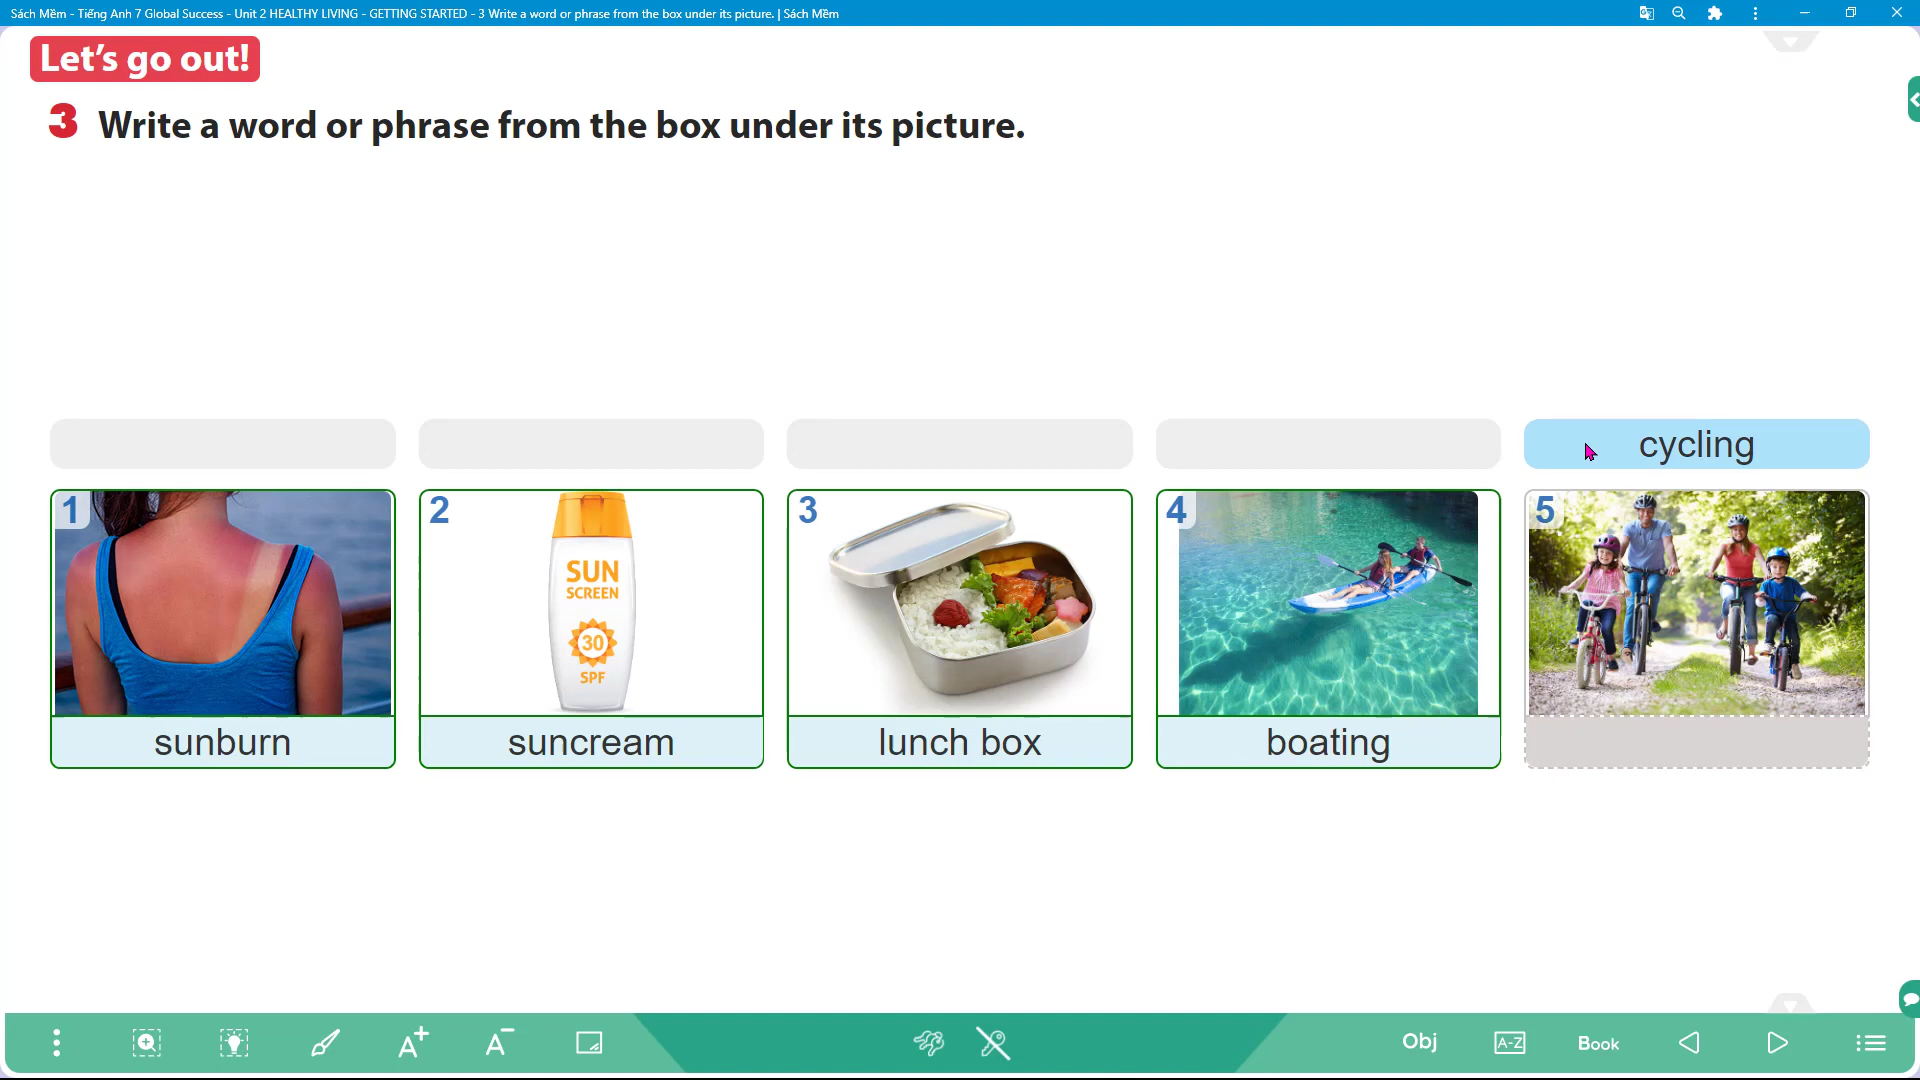 Sách Mềm - Tiếng Anh 7 Global Success - Unit 2 HEALTHY LIVING - GETTING STARTED - 3 Write a word or phrase from the box under its picture. | Sách Mềm
Let's go out!
3 Write a word or phrase from the box under its picture.
cycling
1
2
3
4
5
SUN
SCREEN
30
SPF
sunburn
suncream
lunch box
boating
A+
A-
Obj
A-Z
Book